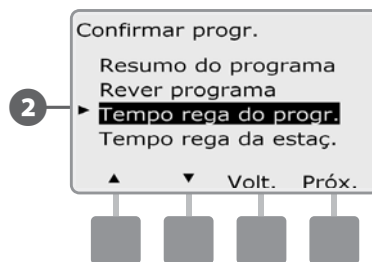 Confirmar progr.
Resumo do programa
Rever programa
2
Tempo rega do progr.
Tempo rega da estaç.
Volt. Próx.